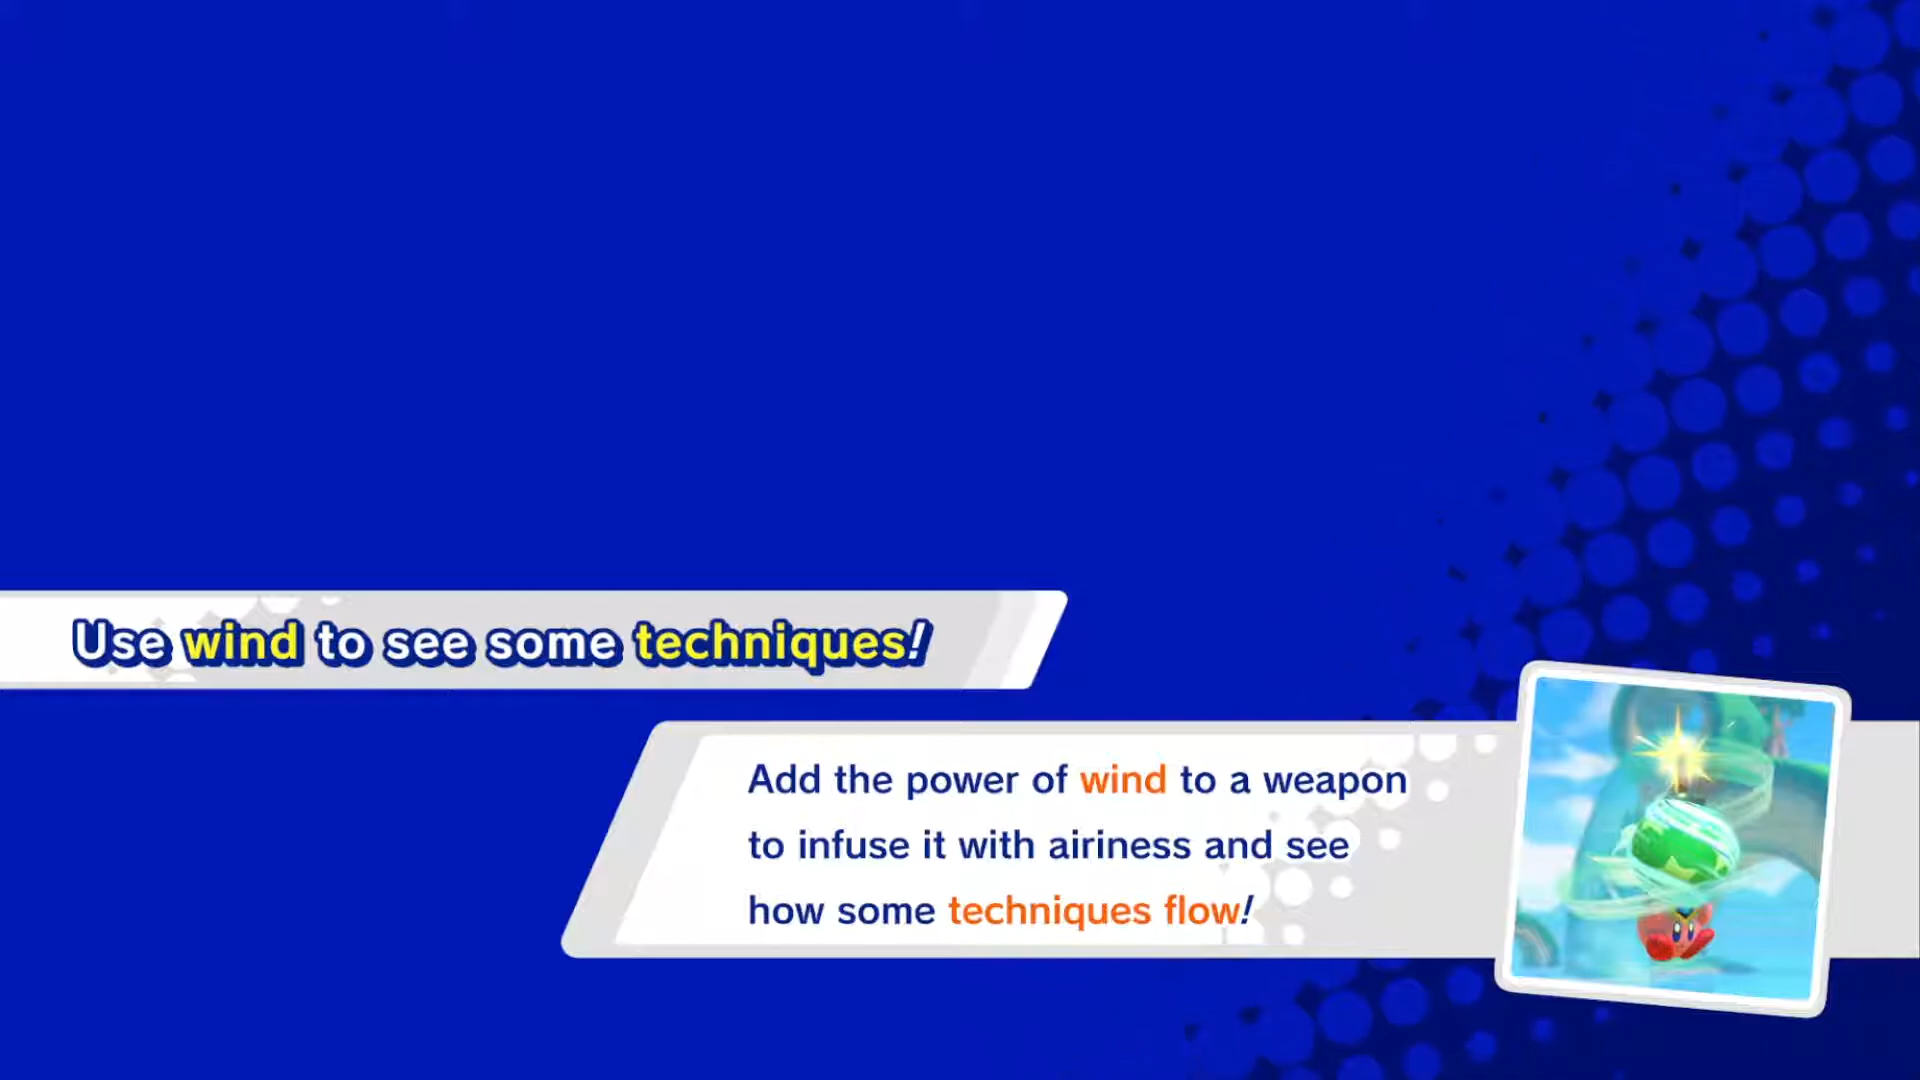 Use wind to see some techniques!
Add the power of wind to a weapon
to infuse it with airiness and see
how some techniques flow!